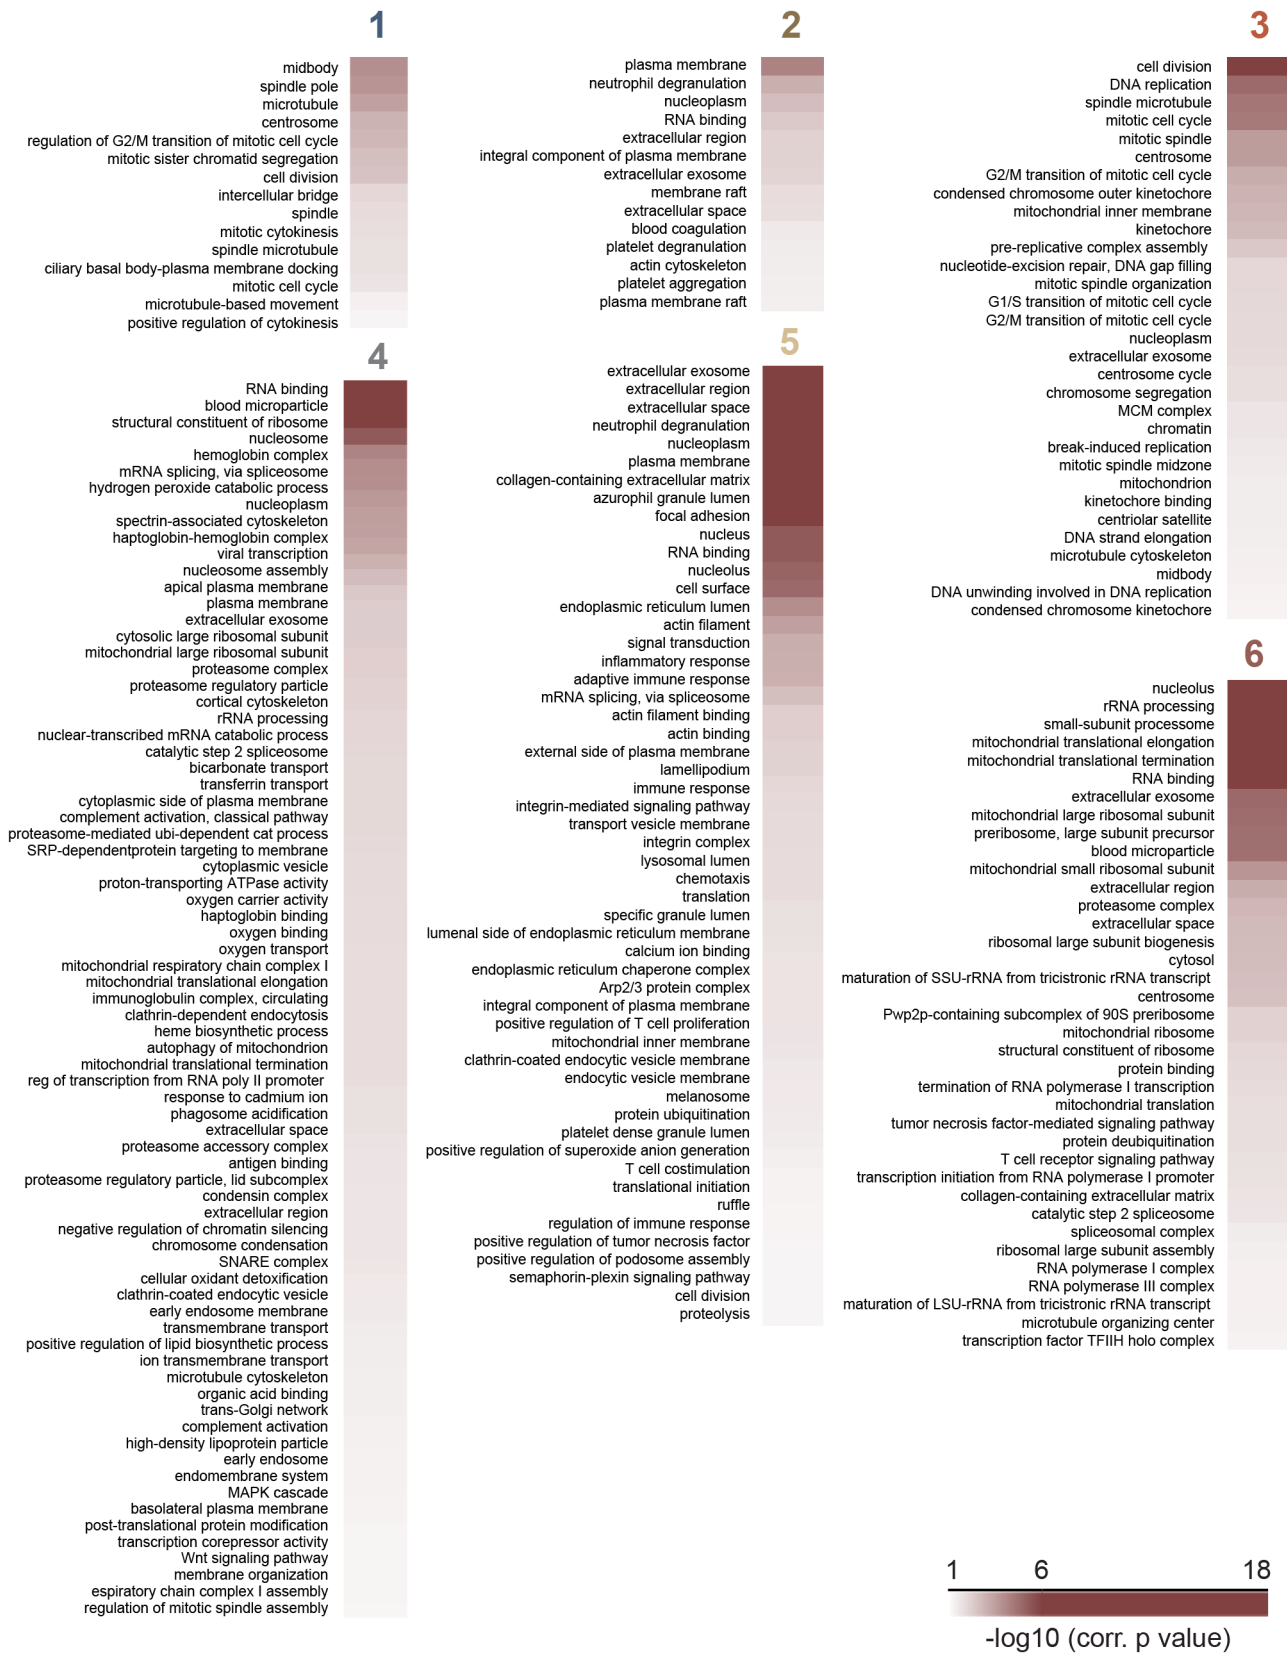 1
midbody
spindle pole
microtubule
centrosome
regulation of G2/M transition of mitotic cell cycle
mitotic sister chromatid segregation
cell division
intercellular bridge
spindle
mitotic cytokinesis
spindle microtubule
ciliary basal body-plasma membrane docking
mitotic cell cycle
microtubule-based movement
positive regulation of cytokinesis
2
plasma membrane
neutrophil degranulation
nucleoplasm
RNA binding
extracellular region
integral component of plasma membrane
extracellular exosome
membrane raft
extracellular space
blood coagulation
platelet degranulation
actin cytoskeleton
platelet aggregation
plasma membrane raft
3
cell division
DNA replication
spindle microtubule
mitotic cell cycle
mitotic spindle
centrosome
G2/M transition of mitotic cell cycle
condensed chromosome outer kinetochore
mitochondrial inner membrane
kinetochore
pre-replicative complex assembly
nucleotide-excision repair, DNA gap filling
mitotic spindle organization
G1/S transition of mitotic cell cycle
G2/M transition of mitotic cell cycle
nucleoplasm
extracellular exosome
centrosome cycle
chromosome segregation
MCM complex
chromatin
break-induced replication
mitotic spindle midzone
mitochondrion
kinetochore binding
centriolar satellite
DNA strand elongation
microtubule cytoskeleton
midbody
DNA unwinding involved in DNA replication
condensed chromosome kinetochore
4
RNA binding
blood microparticle
structural constituent of ribosome
nucleosome
hemoglobin complex
mRNA splicing, via spliceosome
hydrogen peroxide catabolic process
nucleoplasm
spectrin-associated cytoskeleton
haptoglobin-hemoglobin complex
viral transcription
nucleosome assembly
apical plasma membrane
plasma membrane
extracellular exosome
cytosolic large ribosomal subunit
mitochondrial large ribosomal subunit
proteasome complex
proteasome regulatory particle
cortical cytoskeleton
rRNA processing
nuclear-transcribed mRNA catabolic process
catalytic step 2 spliceosome
bicarbonate transport
transferrin transport
cytoplasmic side of plasma membrane
complement activation, classical pathway
proteasome-mediated ubi-dependent cat process
SRP-dependentprotein targeting to membrane
cytoplasmic vesicle
proton-transporting ATPase activity
oxygen carrier activity
haptoglobin binding
oxygen binding
oxygen transport
mitochondrial respiratory chain complex I
mitochondrial translational elongation
immunoglobulin complex, circulating
clathrin-dependent endocytosis
heme biosynthetic process
autophagy of mitochondrion
mitochondrial translational termination
reg of transcription from RNA poly II promoter
response to cadmium ion
phagosome acidification
extracellular space
proteasome accessory complex
antigen binding
proteasome regulatory particle, lid subcomplex
condensin complex
extracellular region
negative regulation of chromatin silencing
chromosome condensation
SNARE complex
cellular oxidant detoxification
clathrin-coated endocytic vesicle
early endosome membrane
transmembrane transport
positive regulation of lipid biosynthetic process
ion transmembrane transport
microtubule cytoskeleton
organic acid binding
trans-Golgi network
complement activation
high-density lipoprotein particle
early endosome
endomembrane system
MAPK cascade
basolateral plasma membrane
post-translational protein modification
transcription corepressor activity
Wnt signaling pathway
membrane organization
espiratory chain complex I assembly
regulation of mitotic spindle assembly
5
extracellular exosome
extracellular region
extracellular space
neutrophil degranulation
nucleoplasm
plasma membrane
collagen-containing extracellular matrix
azurophil granule lumen
focal adhesion
nucleus
RNA binding
nucleolus
cell surface
endoplasmic reticulum lumen
actin filament
signal transduction
inflammatory response
adaptive immune response
mRNA splicing, via spliceosome
actin filament binding
actin binding
external side of plasma membrane
lamellipodium
immune response
integrin-mediated signaling pathway
transport vesicle membrane
integrin complex
lysosomal lumen
chemotaxis
translation
specific granule lumen
lumenal side of endoplasmic reticulum membrane
calcium ion binding
endoplasmic reticulum chaperone complex
Arp2/3 protein complex
integral component of plasma membrane
positive regulation of T cell proliferation
mitochondrial inner membrane
clathrin-coated endocytic vesicle membrane
endocytic vesicle membrane
melanosome
protein ubiquitination
platelet dense granule lumen
positive regulation of superoxide anion generation
T cell costimulation
translational initiation
ruffle
regulation of immune response
positive regulation of tumor necrosis factor
positive regulation of podosome assembly
semaphorin-plexin signaling pathway
cell division
proteolysis
6
nucleolus
rRNA processing
small-subunit processome
mitochondrial translational elongation
mitochondrial translational termination
RNA binding
extracellular exosome
mitochondrial large ribosomal subunit
preribosome, large subunit precursor
blood microparticle
mitochondrial small ribosomal subunit
extracellular region
proteasome complex
extracellular space
ribosomal large subunit biogenesis
cytosol
maturation of SSU-rRNA from tricistronic rRNA transcript
centrosome
Pwp2p-containing subcomplex of 90S preribosome
mitochondrial ribosome
structural constituent of ribosome
protein binding
termination of RNA polymerase I transcription
mitochondrial translation
tumor necrosis factor-mediated signaling pathway
protein deubiquitination
T cell receptor signaling pathway
transcription initiation from RNA polymerase I promoter
collagen-containing extracellular matrix
catalytic step 2 spliceosome
spliceosomal complex
ribosomal large subunit assembly
RNA polymerase I complex
RNA polymerase III complex
maturation of LSU-rRNA from tricistronic rRNA transcript
microtubule organizing center
transcription factor TFIIH holo complex
1 6 18
-log10 (corr. p value)